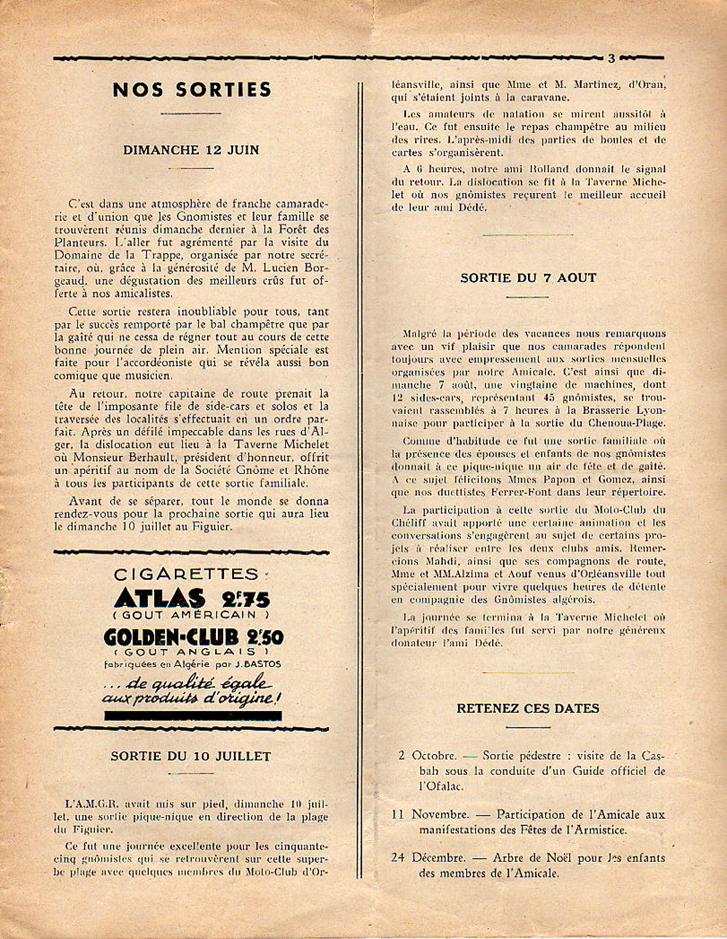 3
NOS SORTIES
DIMANCHE 12 JUIN
C'est dans une atmosphère de franche camarade-
rie et d'union que les Gnomistes et leur famille se
trouvèrent réunis dimanche dernier à la Forêt des
Planteurs. L'aller fut agrémenté par la visite du
Domaine de la Trappe, organisée par notre secré-
taire, où, grâce à la générosité de M. Lucien Bor-
geaud, une dégustation des meilleurs crûs fut of-
ferte à nos amicalistes.
Cette sortie restera inoubliable pour tous, tant
par le succès remporté par le bal champêtre que par
la gaîté qui ne cessa de régner tout au cours de cette
bonne journée de plein air. Mention spéciale est
faite pour l'accordéoniste qui se révéla aussi bon
comique que musicien.
Au retour, notre capitaine de route prenait la
tête de l'imposante file de side-cars et solos et la
traversée des localités s'effectuait en un ordre par-
fait. Après un défilé impeccable dans les rues d'Al-
ger, la dislocation eut lieu à la Taverne Michelet
où Monsieur Berhault, président d'honneur, offrit
un apéritif au nom de la Société Gnôme et Rhône
à tous les participants de cette sortie familiale.
Avant de se séparer, tout le monde se donna
rendez-vous pour la prochaine sortie qui aura lieu
le dimanche 10 juillet au Figuier.
CIGARETTES :
ATLAS 2F.75
(GOUT AMÉRICAIN)
GOLDEN-CLUB 2F.50
(GOUT ANGLAIS)
fabriquées en Algérie par J. BASTOS
... de qualité égale
aux produits d'origine !
SORTIE DU 10 JUILLET
L'A.M.G.R. avait mis sur pied, dimanche 10 juil-
let, une sortie pique-nique en direction de la plage
du Figuier.
Ce fut une journée excellente pour les cinquante-
cinq gnômistes qui se retrouvèrent sur cette super-
be plage avec quelques membres du Moto-Club d'Or-
léansville, ainsi que Mme et M. Martinez, d'Oran,
qui s'étaient joints à la caravane.
Les amateurs de natation se mirent aussitôt à
l'eau. Ce fut ensuite le repas champêtre au milieu
des rires. L'après-midi des parties de boules et de
cartes s'organisèrent.
A 6 heures, notre ami Rolland donnait le signal
du retour. La dislocation se fit à la Taverne Miche-
let où nos gnômistes reçurent le meilleur accueil
de leur ami Dédé.
SORTIE DU 7 AOUT
Malgré la période des vacances nous remarquons
avec un vif plaisir que nos camarades répondent
toujours avec empressement aux sorties mensuelles
organisées par notre Amicale. C'est ainsi que di-
manche 7 août, une vingtaine de machines, dont
12 sides-cars, représentant 45 gnômistes, se trou-
vaient rassemblés à 7 heures à la Brasserie Lyon-
naise pour participer à la sortie du Chenoua-Plage.
Comme d'habitude ce fut une sortie familiale où
la présence des épouses et enfants de nos gnômistes
donnait à ce pique-nique un air de fête et de gaîté.
A ce sujet félicitons Mmes Papon et Gomez, ainsi
que nos duettistes Ferrer-Font dans leur répertoire.
La participation à cette sortie du Moto-Club du
Chéliff avait apporté une certaine animation et les
conversations s'engagèrent au sujet de certains pro-
jets à réaliser entre les deux clubs amis. Remer-
cions Mahdi, ainsi que ses compagnons de route,
Mme et MM.Alzima et Aouf venus d'Orléansville tout
spécialement pour vivre quelques heures de détente
en compagnie des Gnômistes algérois.
La journée se termina à la Taverne Michelet où
l'apéritif des familles fut servi par notre généreux
donateur l'ami Dédé.
RETENEZ CES DATES
2 Octobre. — Sortie pédestre : visite de la Cas-
bah sous la conduite d'un Guide officiel de
l'Ofalac.
11 Novembre. — Participation de l'Amicale aux
manifestations des Fêtes de l'Armistice.
24 Décembre. — Arbre de Noël pour les enfants
des membres de l'Amicale.